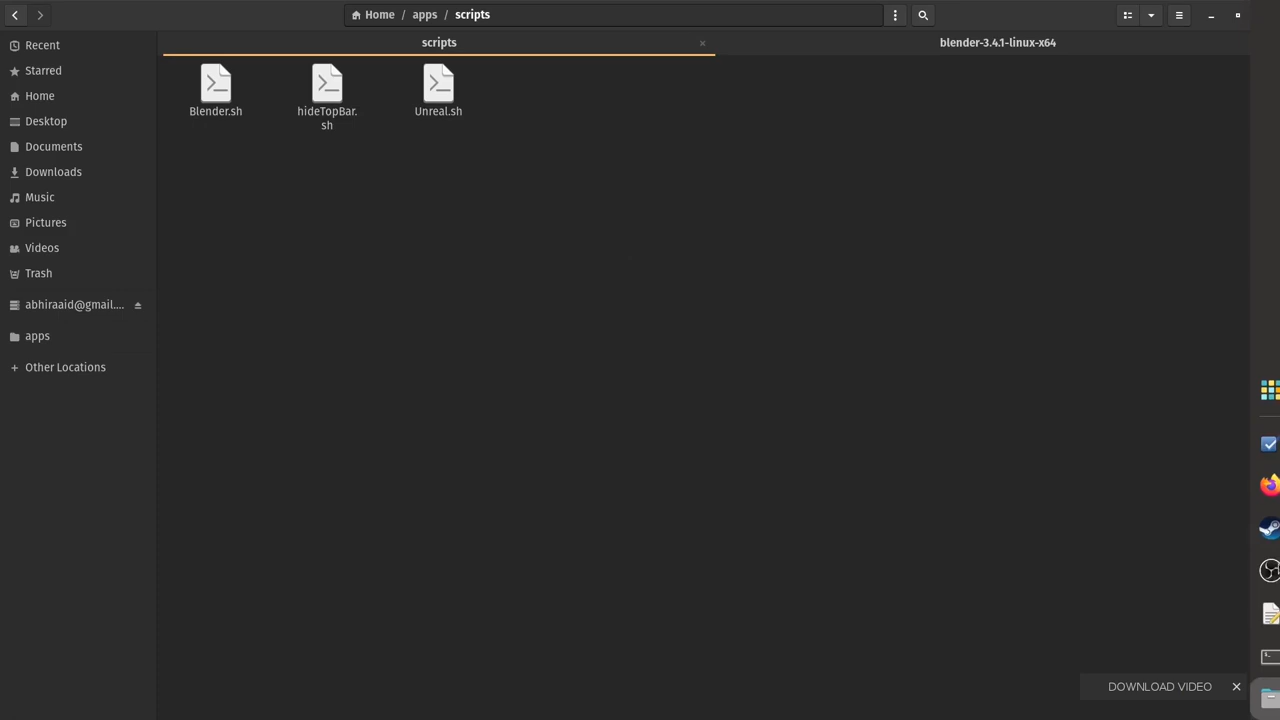 Home / apps / scripts
scripts
blender-3.4.1-linux-x64
Recent
Starred
Home
Desktop
Documents
Downloads
Music
Pictures
Videos
Trash
abhiraaid@gmail....
apps
Other Locations
Blender.sh
hideTopBar.
sh
Unreal.sh
DOWNLOAD VIDEO